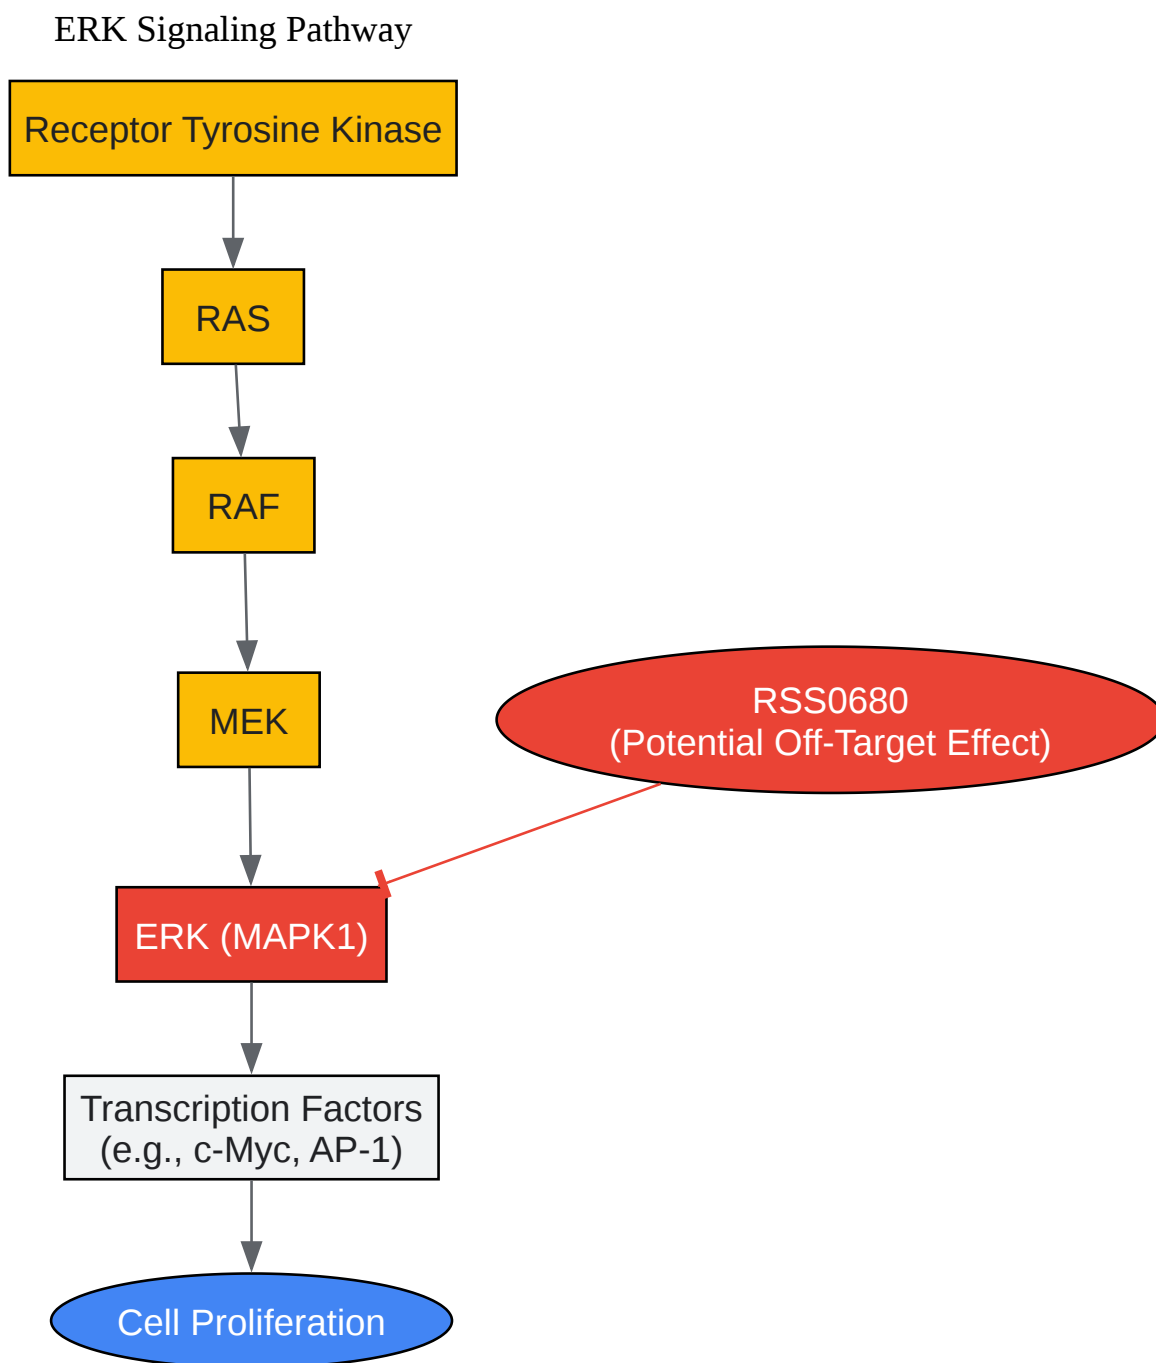 ERK Signaling Pathway
Receptor Tyrosine Kinase
RAS
RAF
MEK
RSS0680
(Potential Off-Target Effect)
ERK (MAPK1)
Transcription Factors
(e.g., c-Myc, AP-1)
Cell Proliferation